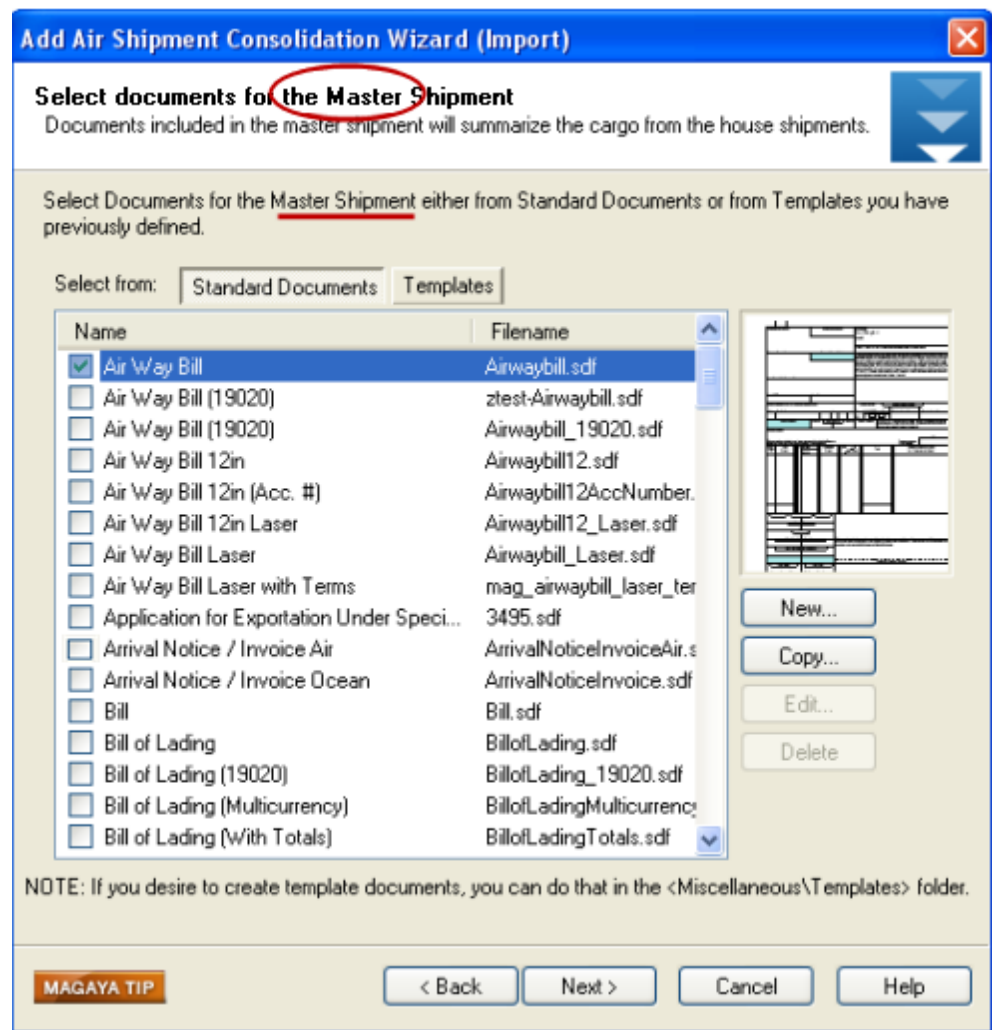 Add Air Shipment Consolidation Wizard (Import)
Select documents for the Master Shipment
Documents included in the master shipment will summarize the cargo from the house shipments.
Select Documents for the Master Shipment either from Standard Documents or from Templates you have
previously defined.
Select from: Standard Documents Templates
Name Filename
Air Way Bill Airwaybill.sdf
Air Way Bill (19020) ztest-Airwaybill.sdf
Air Way Bill (19020) Airwaybill_19020.sdf
Air Way Bill 12in Airwaybill12.sdf
Air Way Bill 12in (Acc. #) Airwaybill12AccNumber.
Air Way Bill 12in Laser Airwaybill12_Laser.sdf
Air Way Bill Laser Airwaybill_Laser.sdf
Air Way Bill Laser with Terms mag_airwaybill_laser_ter
Application for Exportation Under Speci... 3495.sdf
Arrival Notice / Invoice Air ArrivalNoticeInvoiceAir.s
Arrival Notice / Invoice Ocean ArrivalNoticeInvoice.sdf
Bill Bill.sdf
Bill of Lading BillofLading.sdf
Bill of Lading (19020) BillofLading_19020.sdf
Bill of Lading (Multicurrency) BillofLadingMulticurrency
Bill of Lading (With Totals) BillofLadingTotals.sdf
New...
Copy...
Edit...
Delete
NOTE: If you desire to create template documents, you can do that in the <Miscellaneous\Templates> folder.
MAGAYA TIP < Back Next > Cancel Help